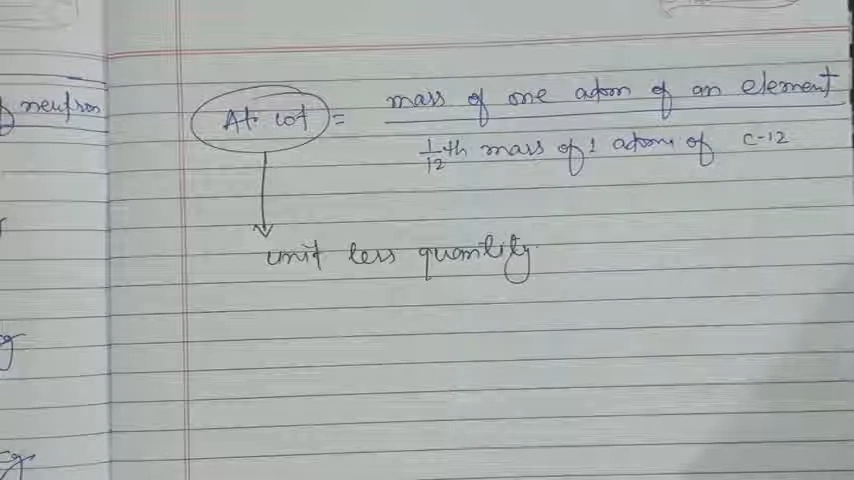 neutron
At. wt = mass of one atom of an element
1/12 th mass of 1 atom of C-12
unit less quantity